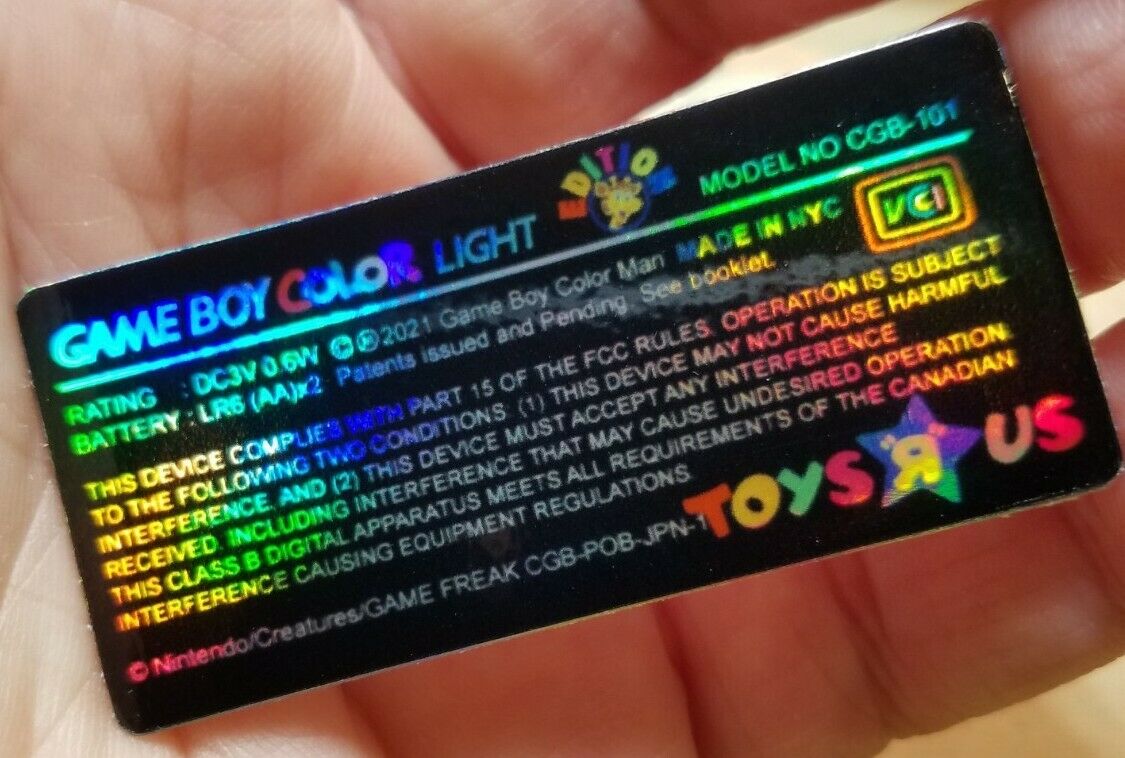 GAME BOY COLOR LIGHT EDITION MODEL NO CGB-101
RATING : DC3V 0.6W © ® 2021 Game Boy Color Man MADE IN NYC
BATTERY : LR6 (AA)x2 Patents issued and Pending. See booklet.
VCI
THIS DEVICE COMPLIES WITH PART 15 OF THE FCC RULES. OPERATION IS SUBJECT
TO THE FOLLOWING TWO CONDITIONS: (1) THIS DEVICE MAY NOT CAUSE HARMFUL
INTERFERENCE, AND (2) THIS DEVICE MUST ACCEPT ANY INTERFERENCE
RECEIVED, INCLUDING INTERFERENCE THAT MAY CAUSE UNDESIRED OPERATION.
THIS CLASS B DIGITAL APPARATUS MEETS ALL REQUIREMENTS OF THE CANADIAN
INTERFERENCE CAUSING EQUIPMENT REGULATIONS
© Nintendo/Creatures/GAME FREAK CGB-POB-JPN-1
TOYS R US